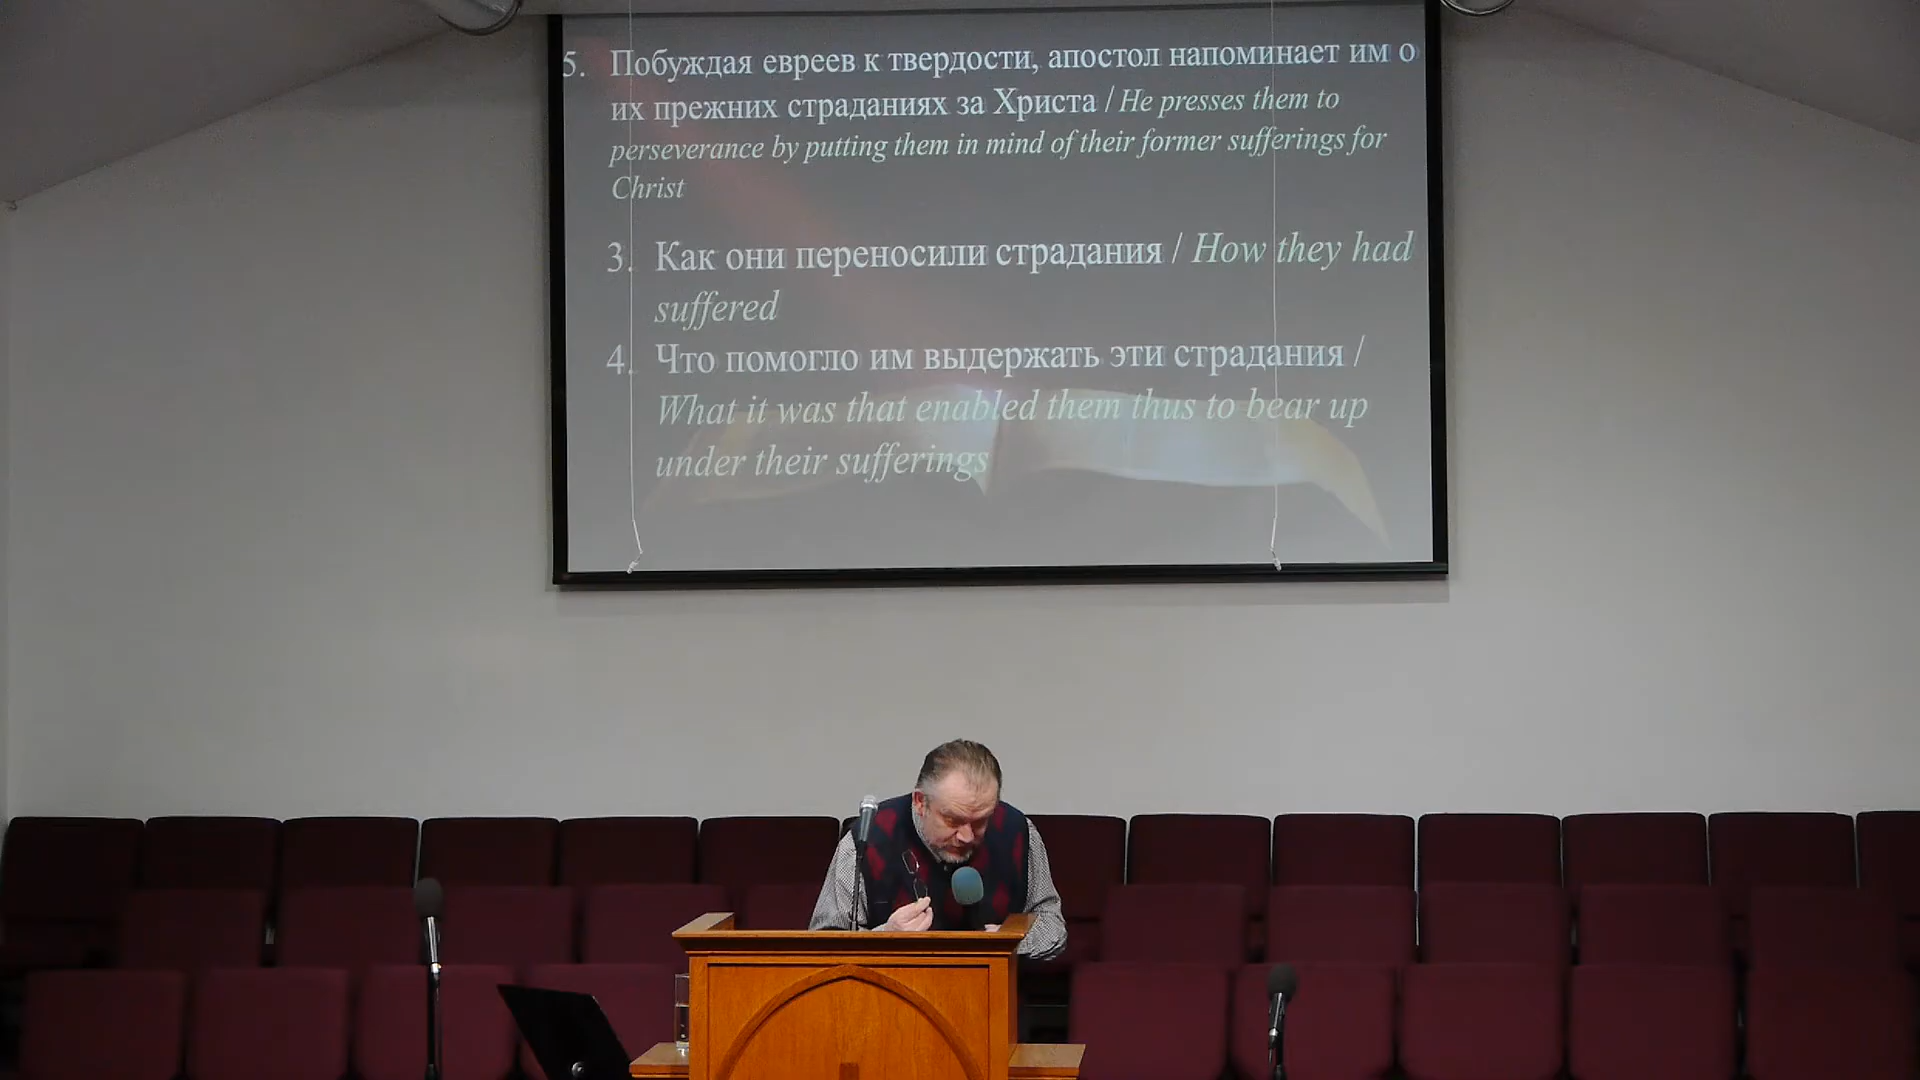 5. Побуждая евреев к твердости, апостол напоминает им о
их прежних страданиях за Христа / He presses them to
perseverance by putting them in mind of their former sufferings for
Christ
3. Как они переносили страдания / How they had
suffered
4. Что помогло им выдержать эти страдания /
What it was that enabled them thus to bear up
under their sufferings